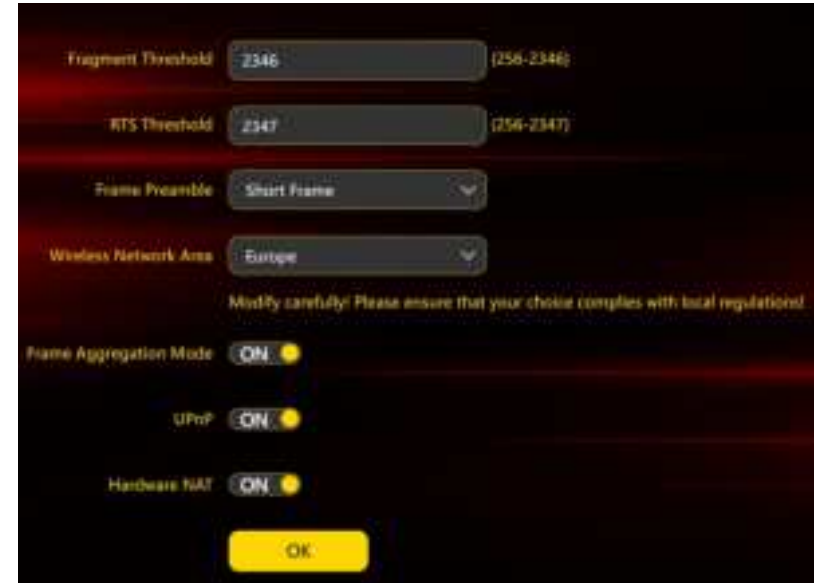 Fragment Threshold 2346 (256-2346)
RTS Threshold 2347 (256-2347)
Frame Preamble Short Frame
Wireless Network Area Europe
Modify carefully! Please ensure that your choice complies with local regulations!
Frame Aggregation Mode ON
UPnP ON
Hardware NAT ON
OK